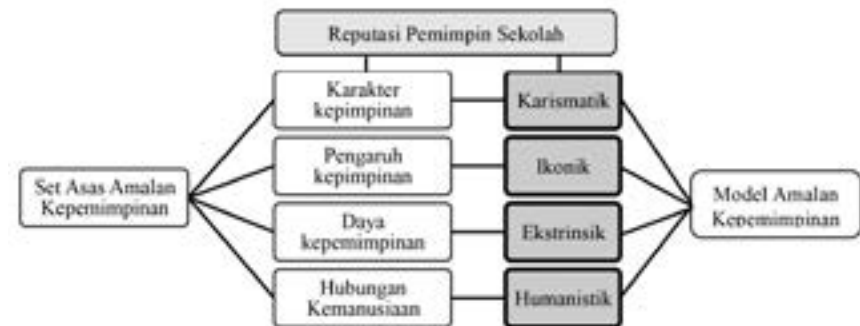 Reputasi Pemimpin Sekolah
Karakter
kepimpinan
Karismatik
Pengaruh
kepimpinan
Ikonik
Set Asas Amalan
Kepemimpinan
Model Amalan
Kepemimpinan
Daya
kepemimpinan
Ekstrinsik
Hubungan
Kemanusiaan
Humanistik